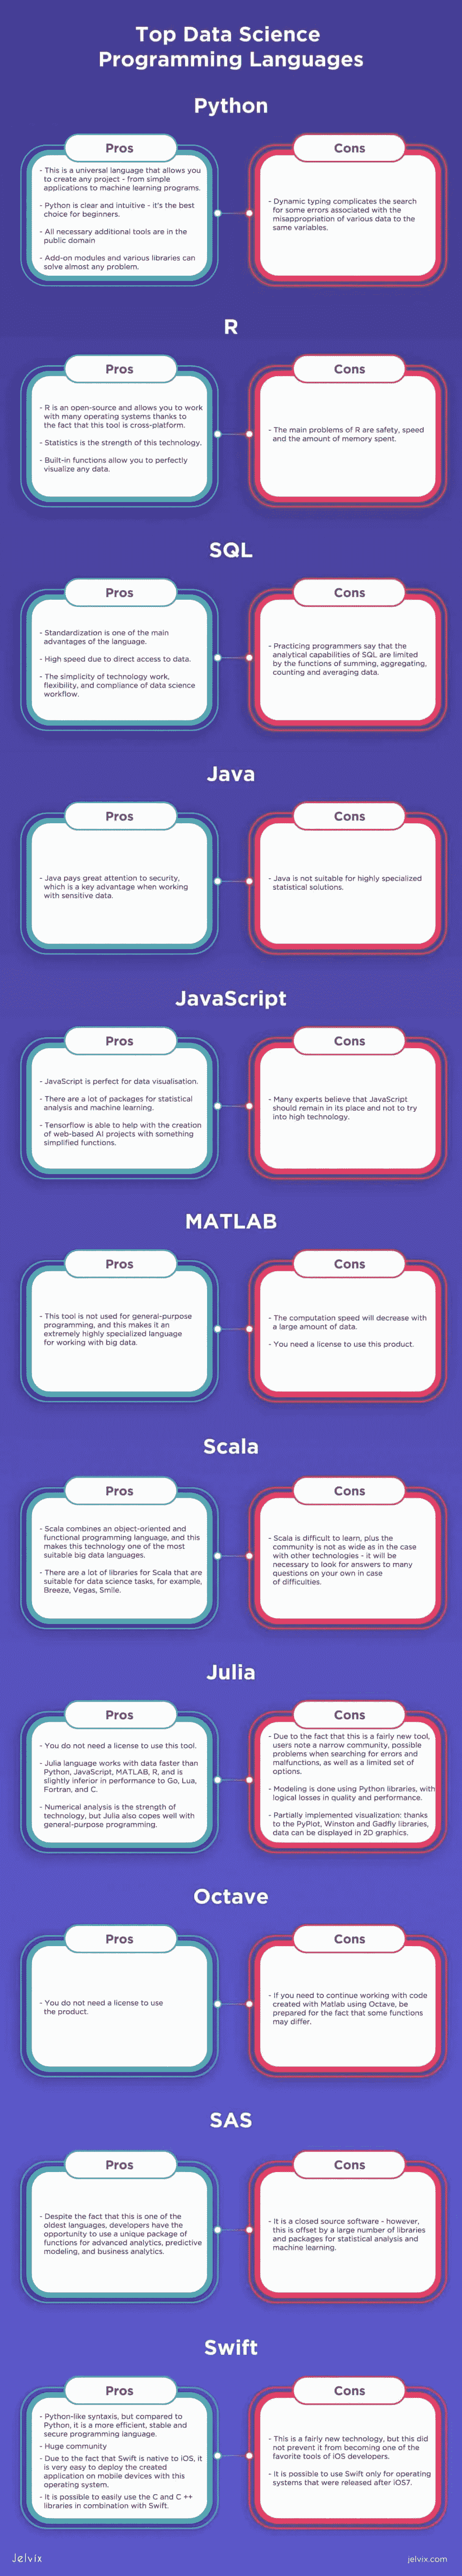 Top Data Science
Programming Languages
Python
Pros
- This is a universal language that allows you
to create any project - from simple
applications to machine learning programs.
- Python is clear and intuitive - it's the best
choice for beginners.
- All necessary additional tools are in the
public domain
- Add-on modules and various libraries can
solve almost any problem.
Cons
- Dynamic typing complicates the search
for some errors associated with the
misappropriation of various data to the
same variables.
R
Pros
- R is an open-source and allows you to work
with many operating systems thanks to
the fact that this tool is cross-platform.
- Statistics is the strength of this technology.
- Built-in functions allow you to perfectly
visualize any data.
Cons
- The main problems of R are safety, speed
and the amount of memory spent.
SQL
Pros
- Standardization is one of the main
advantages of the language.
- High speed due to direct access to data.
- The simplicity of technology work,
flexibility, and compliance of data science
workflow.
Cons
- Practicing programmers say that the
analytical capabilities of SQL are limited
by the functions of summing, aggregating,
counting and averaging data.
Java
Pros
- Java pays great attention to security,
which is a key advantage when working
with sensitive data.
Cons
- Java is not suitable for highly specialized
statistical solutions.
JavaScript
Pros
- JavaScript is perfect for data visualisation.
- There are a lot of packages for statistical
analysis and machine learning.
- Tensorflow is able to help with the creation
of web-based AI projects with something
simplified functions.
Cons
- Many experts believe that JavaScript
should remain in its place and not to try
into high technology.
MATLAB
Pros
- This tool is not used for general-purpose
programming, and this makes it an
extremely highly specialized language
for working with big data.
Cons
- The computation speed will decrease with
a large amount of data.
- You need a license to use this product.
Scala
Pros
- Scala combines an object-oriented and
functional programming language, and this
makes this technology one of the most
suitable big data languages.
- There are a lot of libraries for Scala that are
suitable for data science tasks, for example,
Breeze, Vegas, Smile.
Cons
- Scala is difficult to learn, plus the
community is not as wide as in the case
with other technologies - it will be
necessary to look for answers to many
questions on your own in case
of difficulties.
Julia
Pros
- You do not need a license to use this tool.
- Julia language works with data faster than
Python, JavaScript, MATLAB, R, and is
slightly inferior in performance to Go, Lua,
Fortran, and C.
- Numerical analysis is the strength of
technology, but Julia also copes well with
general-purpose programming.
Cons
- Due to the fact that this is a fairly new tool,
users note a narrow community, possible
problems when searching for errors and
malfunctions, as well as a limited set of
options.
- Modeling is done using Python libraries, with
logical losses in quality and performance.
- Partially implemented visualization: thanks
to the PyPlot, Winston and Gadfly libraries,
data can be displayed in 2D graphics.
Octave
Pros
- You do not need a license to use
the product.
Cons
- If you need to continue working with code
created with Matlab using Octave, be
prepared for the fact that some functions
may differ.
SAS
Pros
- Despite the fact that this is one of the
oldest languages, developers have the
opportunity to use a unique package of
functions for advanced analytics, predictive
modeling, and business analytics.
Cons
- It is a closed source software - however,
this is offset by a large number of libraries
and packages for statistical analysis and
machine learning.
Swift
Pros
- Python-like syntaxis, but compared to
Python, it is a more efficient, stable and
secure programming language.
- Huge community
- Due to the fact that Swift is native to iOS, it
is very easy to deploy the created
application on mobile devices with this
operating system.
- It is possible to easily use the C and C ++
libraries in combination with Swift.
Cons
- This is a fairly new technology, but this did
not prevent it from becoming one of the
favorite tools of iOS developers.
- It is possible to use Swift only for operating
systems that were released after iOS7.
Jelvix
jelvix.com